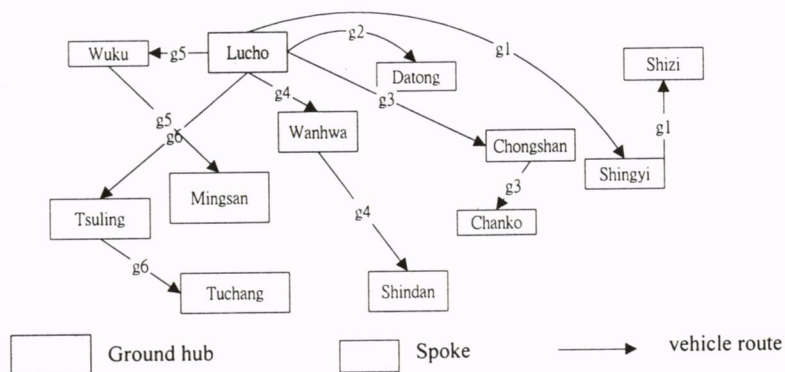 Wuku
g5
Lucho
g2
g1
Datong
Shizi
g4
g3
g1
g5
g6
Wanhwa
Chongshan
Shingyi
Mingsan
g3
Tsuling
g4
Chanko
g6
Tuchang
Shindan
Ground hub
Spoke
vehicle route